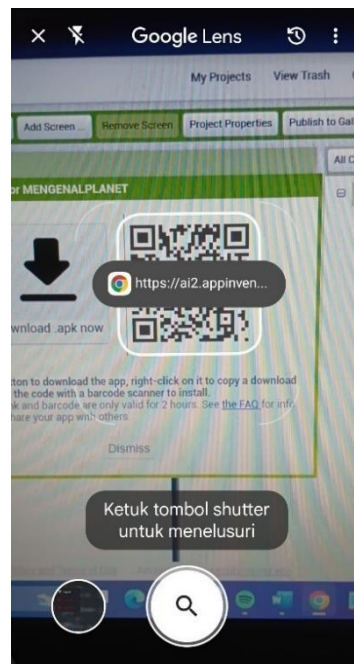 Google Lens
My Projects View Trash
Add Screen ... Remove Screen Project Properties Publish to Gal
All C
or MENGENALPLANET
https://ai2.appinven...
wnload .apk now
ton to download the app, right-click on it to copy a download
the code with a barcode scanner to install.
k and barcode are only valid for 2 hours. See the FAQ for info
hare your app with others.
Dismiss
Ketuk tombol shutter
untuk menelusuri